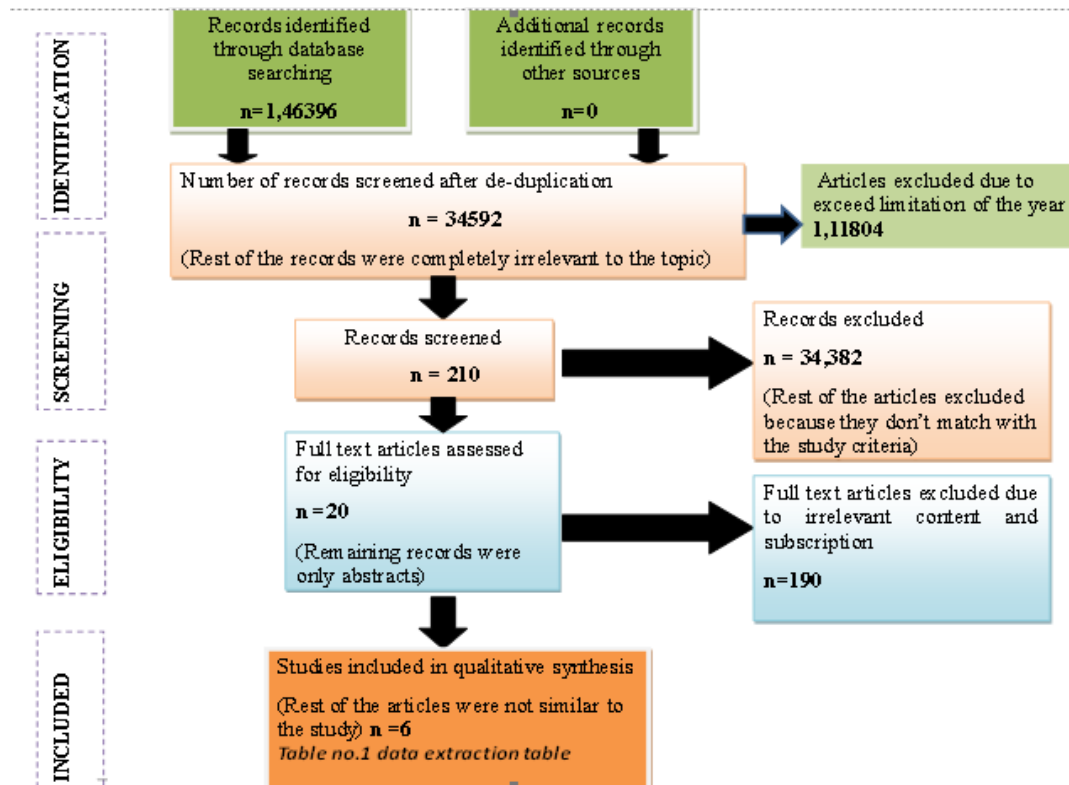 IDENTIFICATION
Records identified
through database
searching
n=1,46396
Additional records
identified through
other sources
n=0
Number of records screened after de-duplication
n = 34592
(Rest of the records were completely irrelevant to the topic)
Articles excluded due to
exceed limitation of the year
1,11804
SCREENING
Records screened
n = 210
Records excluded
n = 34,382
(Rest of the articles excluded
because they don't match with
the study criteria)
ELIGIBILITY
Full text articles assessed
for eligibility
n =20
(Remaining records were
only abstracts)
Full text articles excluded due
to irrelevant content and
subscription
n=190
INCLUDED
Studies included in qualitative synthesis
(Rest of the articles were not similar to
the study) n =6
Table no.1 data extraction table